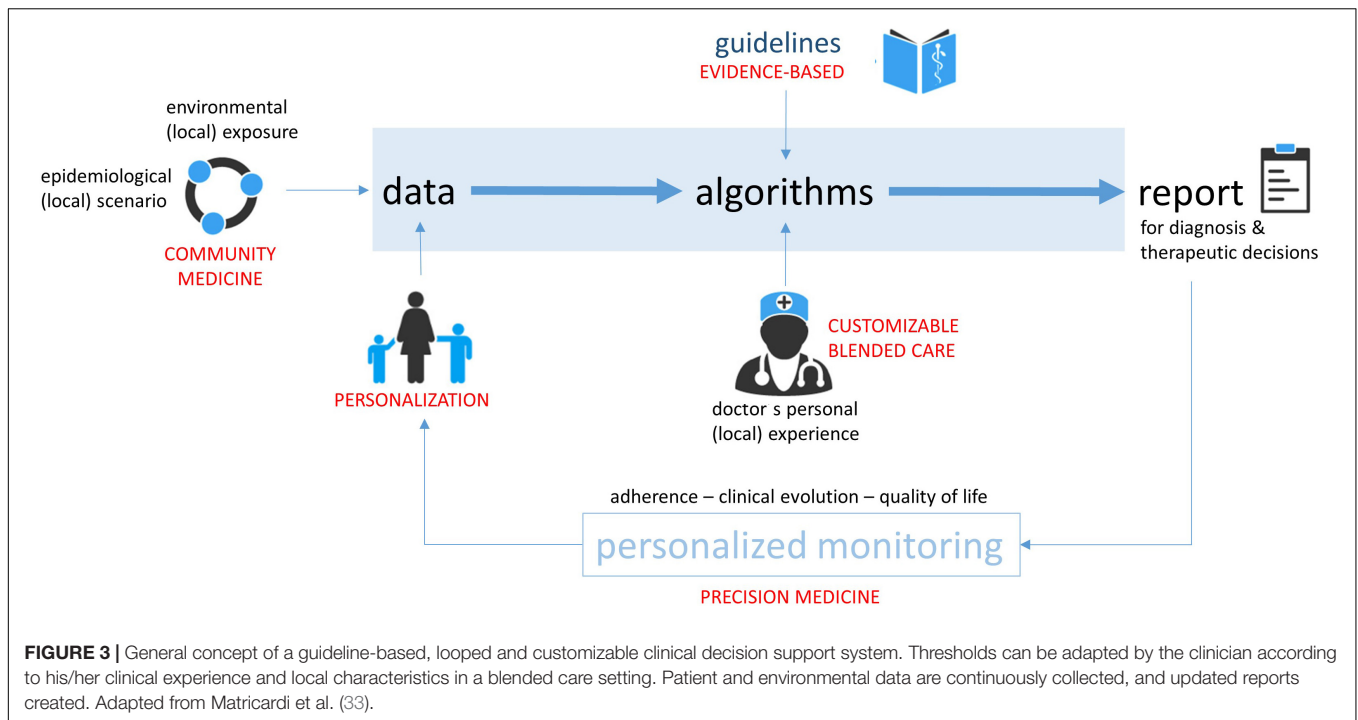 guidelines
EVIDENCE-BASED
environmental
(local) exposure
epidemiological
(local) scenario
COMMUNITY
MEDICINE
data
algorithms
report
for diagnosis &
therapeutic decisions
PERSONALIZATION
CUSTOMIZABLE
BLENDED CARE
doctor s personal
(local) experience
adherence – clinical evolution – quality of life
personalized monitoring
PRECISION MEDICINE
FIGURE 3 | General concept of a guideline-based, looped and customizable clinical decision support system. Thresholds can be adapted by the clinician according
to his/her clinical experience and local characteristics in a blended care setting. Patient and environmental data are continuously collected, and updated reports
created. Adapted from Matricardi et al. (33).